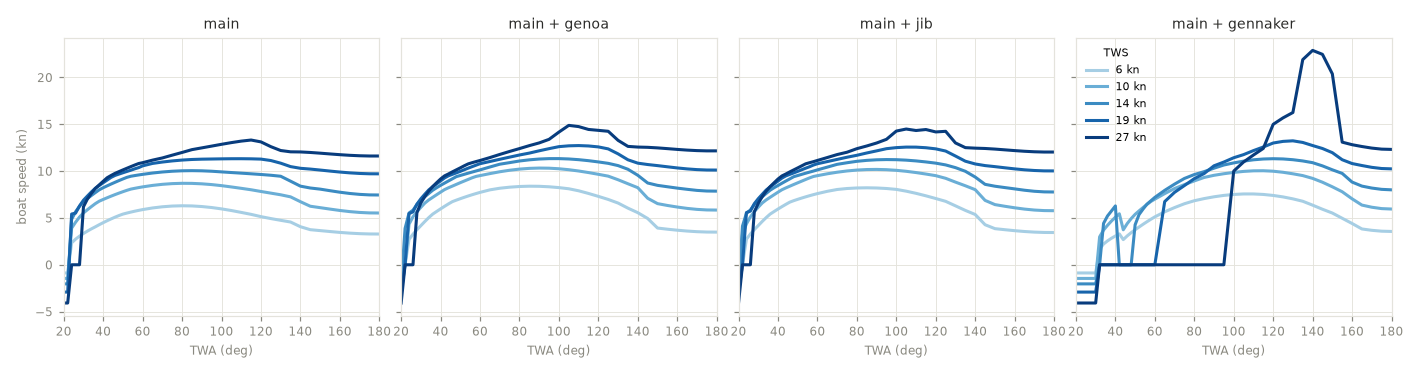 main
main + genoa
main + jib
main + gennaker
boat speed (kn)
20
15
10
5
0
−5
TWS
6 kn
10 kn
14 kn
19 kn
27 kn
20 40 60 80 100 120 140 160 180
20 40 60 80 100 120 140 160 180
20 40 60 80 100 120 140 160 180
20 40 60 80 100 120 140 160 180
TWA (deg)
TWA (deg)
TWA (deg)
TWA (deg)